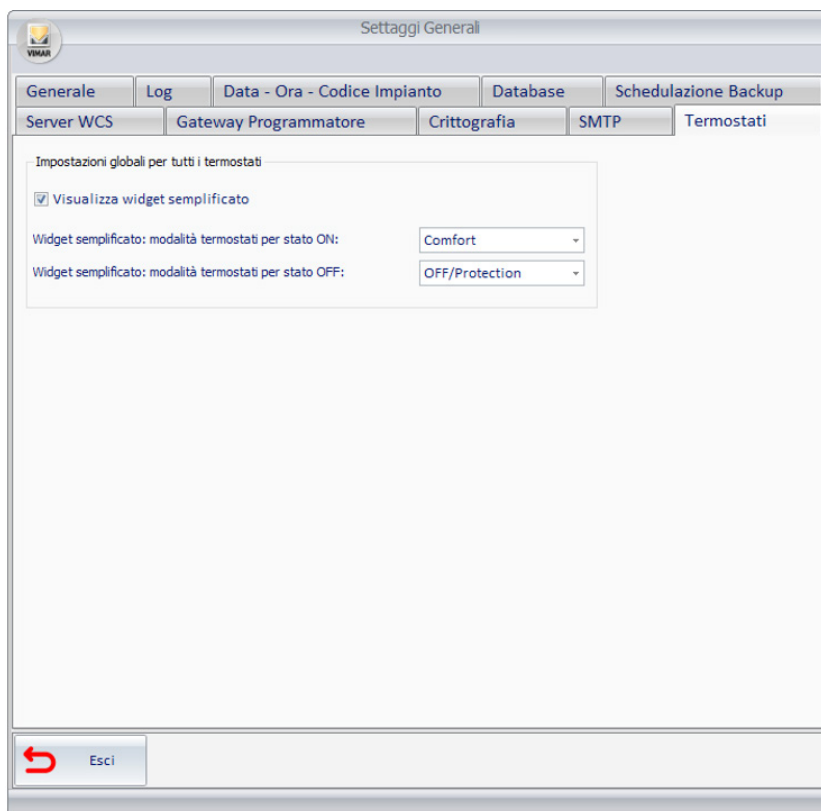 Settaggi Generali
VIMAR
Generale Log Data - Ora - Codice Impianto Database Schedulazione Backup
Server WCS Gateway Programmatore Crittografia SMTP Termostati
Impostazioni globali per tutti i termostati
Visualizza widget semplificato
Widget semplificato: modalità termostati per stato ON: Comfort
Widget semplificato: modalità termostati per stato OFF: OFF/Protection
Esci